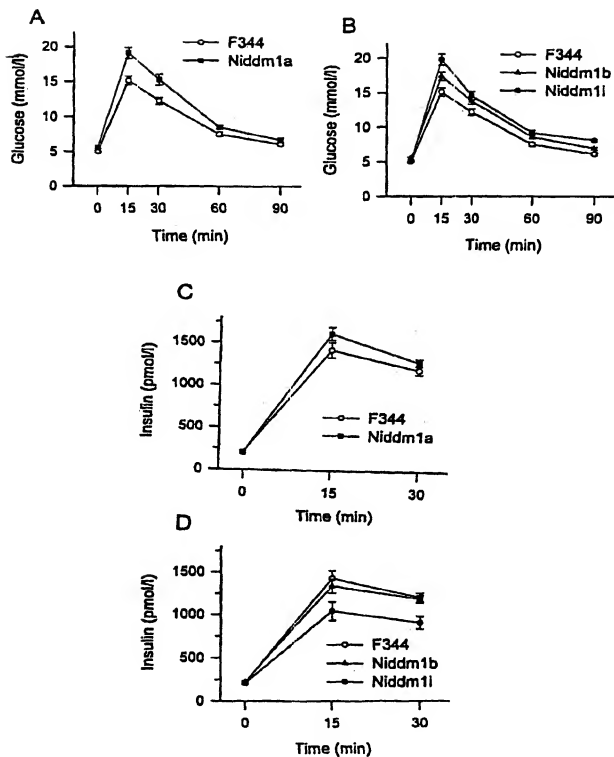 A
Glucose (mmol/l)
20
15
10
5
0
F344
Niddm1a
0 15 30 60 90
Time (min)
B
Glucose (mmol/l)
20
15
10
5
0
F344
Niddm1b
Niddm1i
0 15 30 60 90
Time (min)
C
Insulin (pmol/l)
1500
1000
500
0
F344
Niddm1a
0 15 30
Time (min)
D
Insulin (pmol/l)
1500
1000
500
0
F344
Niddm1b
Niddm1i
0 15 30
Time (min)